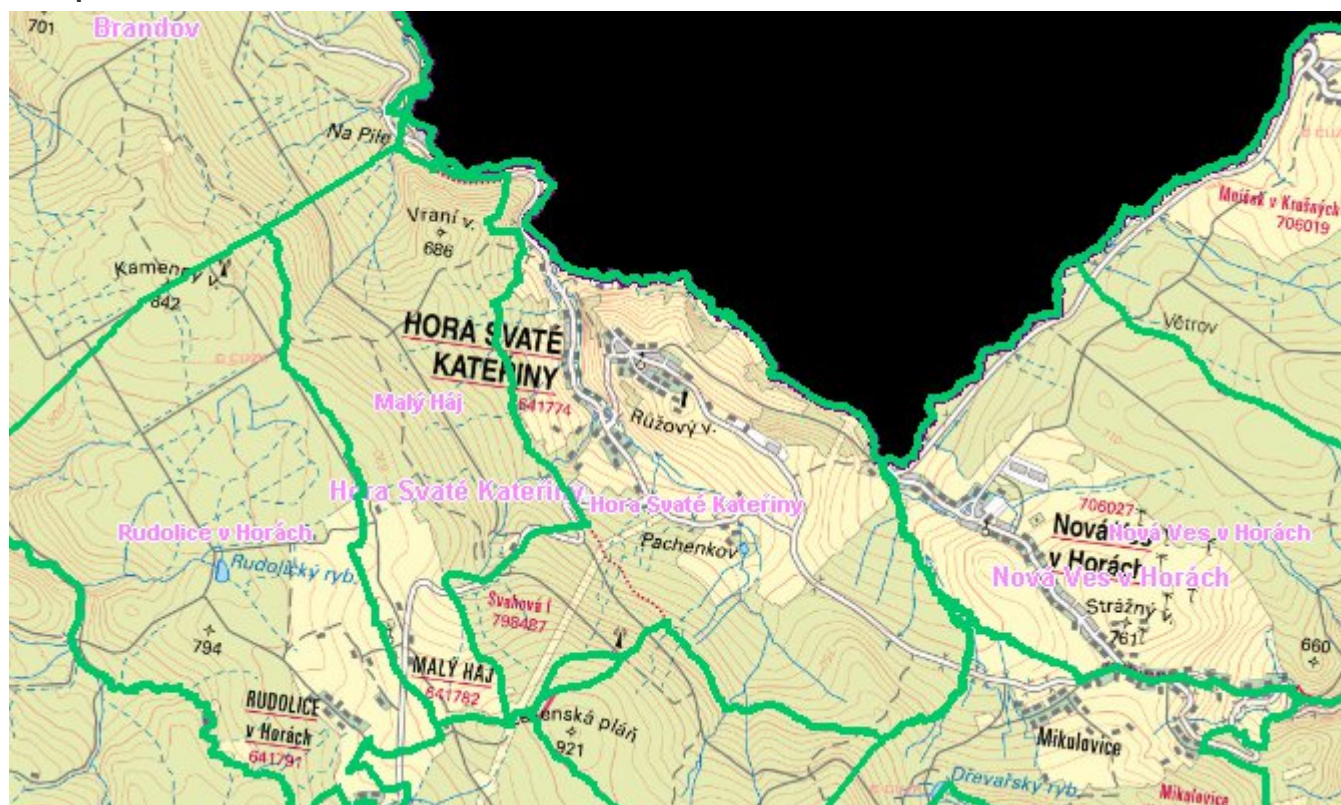 701
Brandov
Na Pile
Vraní v.
686
Kamenný v.
842
HORA SVATÉ
KATEŘINY
641774
Malý Háj
Růžový v.
Hora Svaté Kateřiny
Hora Svaté Kateřiny
Pachenkov
Rudolice v Horách
Rudolický ryb.
794
Svahová I
798487
MALÝ HÁJ
641782
RUDOLICE
v Horách
641791
921
706019
Větrov
710
706027
NOVÁ VES
v Horách
Nová Ves v Horách
Nová Ves v Horách
Strážný v.
761
660
Mikulovice
Dřevařský ryb.
Mikulovice